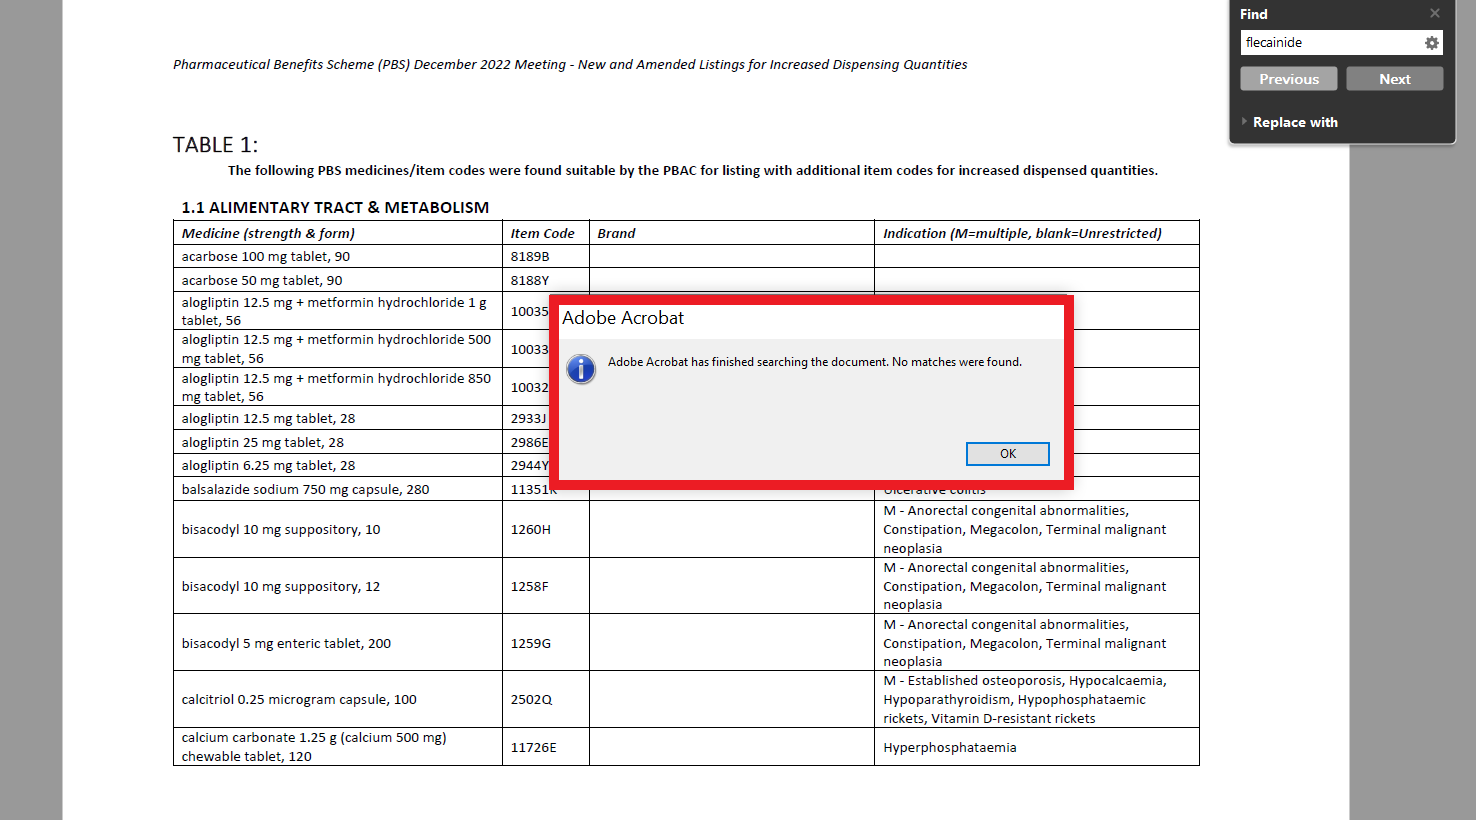 Find
flecainide
Previous
Next
Replace with
Pharmaceutical Benefits Scheme (PBS) December 2022 Meeting - New and Amended Listings for Increased Dispensing Quantities
TABLE 1:
The following PBS medicines/item codes were found suitable by the PBAC for listing with additional item codes for increased dispensed quantities.
1.1 ALIMENTARY TRACT & METABOLISM
Medicine (strength & form) Item Code Brand Indication (M=multiple, blank=Unrestricted)
acarbose 100 mg tablet, 90 8189B
acarbose 50 mg tablet, 90 8188Y
alogliptin 12.5 mg + metformin hydrochloride 1 g
tablet, 56
10035
alogliptin 12.5 mg + metformin hydrochloride 500
mg tablet, 56
10033
alogliptin 12.5 mg + metformin hydrochloride 850
mg tablet, 56
10032
alogliptin 12.5 mg tablet, 28 2933J
alogliptin 25 mg tablet, 28 2986E
alogliptin 6.25 mg tablet, 28 2944Y
balsalazide sodium 750 mg capsule, 280 11351K Ulcerative colitis
bisacodyl 10 mg suppository, 10 1260H
M - Anorectal congenital abnormalities,
Constipation, Megacolon, Terminal malignant
neoplasia
bisacodyl 10 mg suppository, 12 1258F
M - Anorectal congenital abnormalities,
Constipation, Megacolon, Terminal malignant
neoplasia
bisacodyl 5 mg enteric tablet, 200 1259G
M - Anorectal congenital abnormalities,
Constipation, Megacolon, Terminal malignant
neoplasia
calcitriol 0.25 microgram capsule, 100 2502Q
M - Established osteoporosis, Hypocalcaemia,
Hypoparathyroidism, Hypophosphataemic
rickets, Vitamin D-resistant rickets
calcium carbonate 1.25 g (calcium 500 mg)
chewable tablet, 120
11726E Hyperphosphataemia
Adobe Acrobat
Adobe Acrobat has finished searching the document. No matches were found.
OK